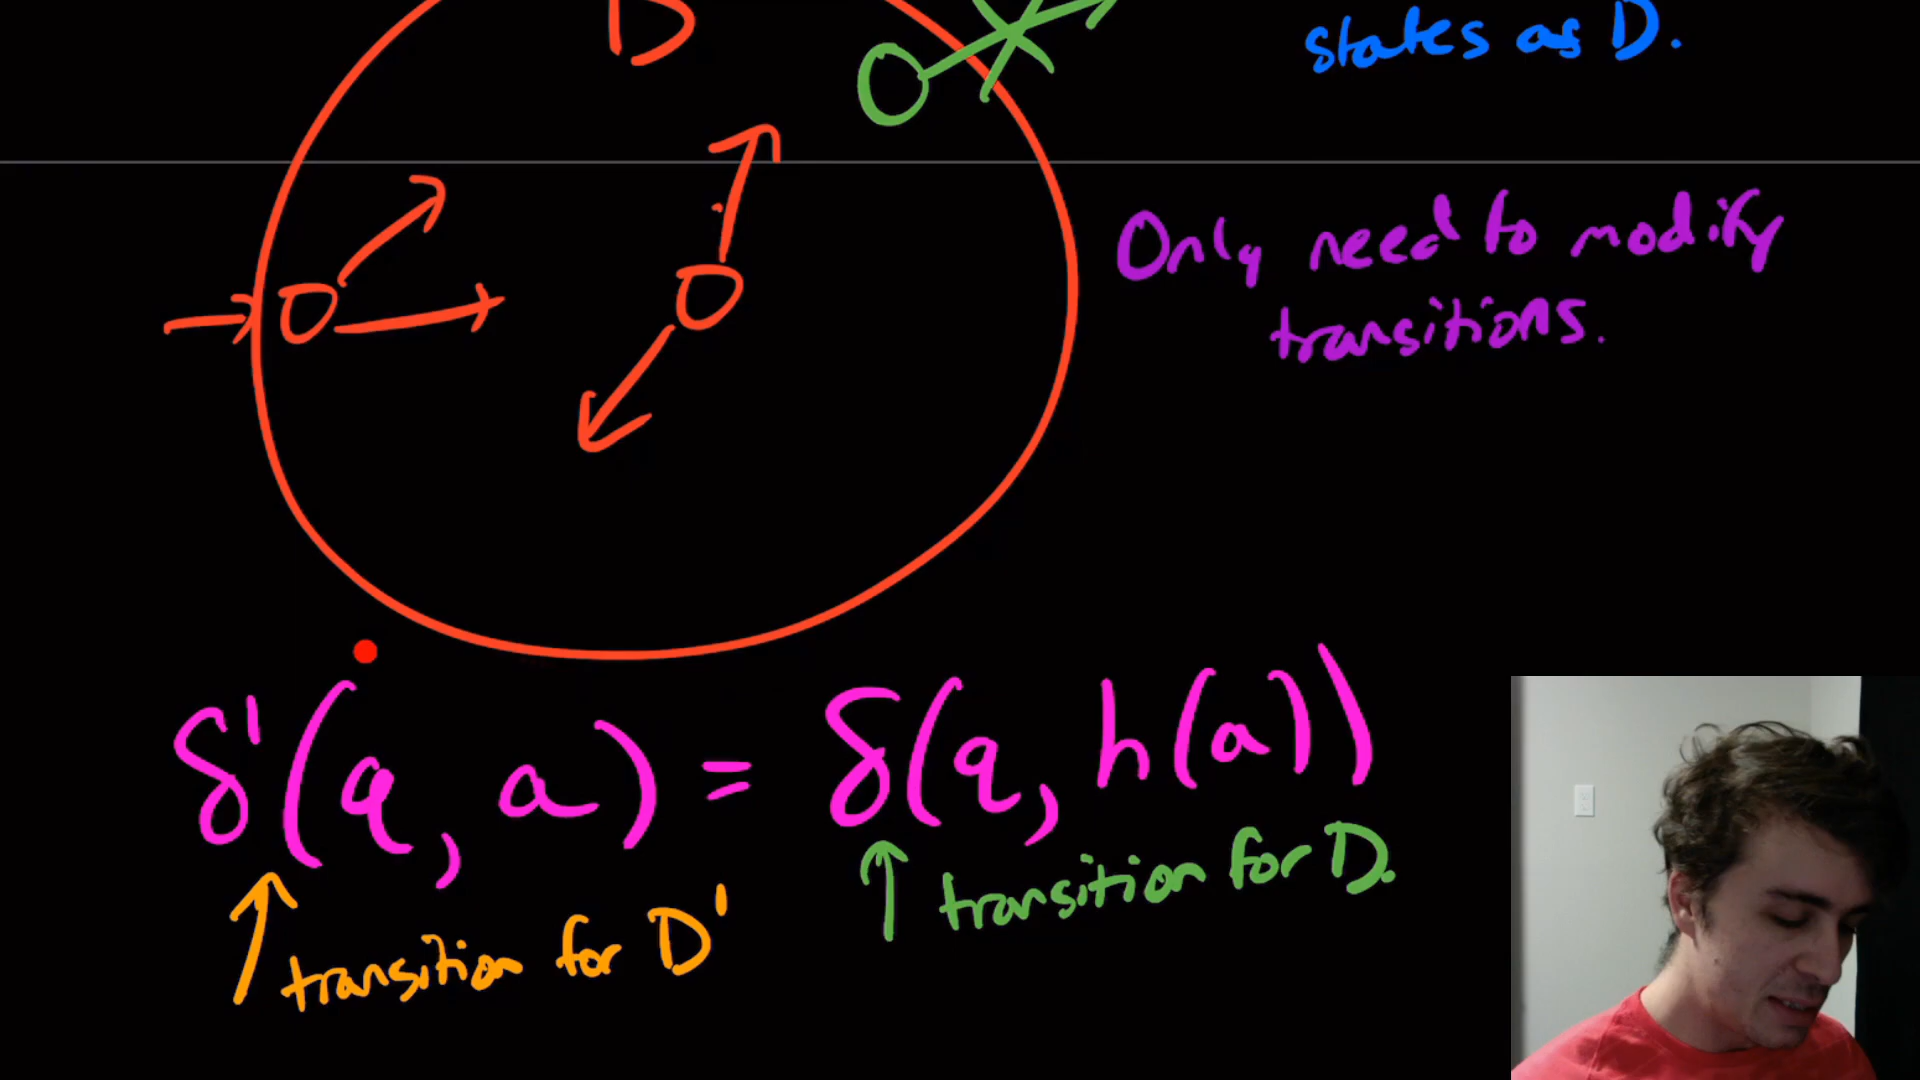 D
states as D.
Only need to modify
transitions.
δ'(q, a) = δ(q, h(a))
transition for D.
transition for D'